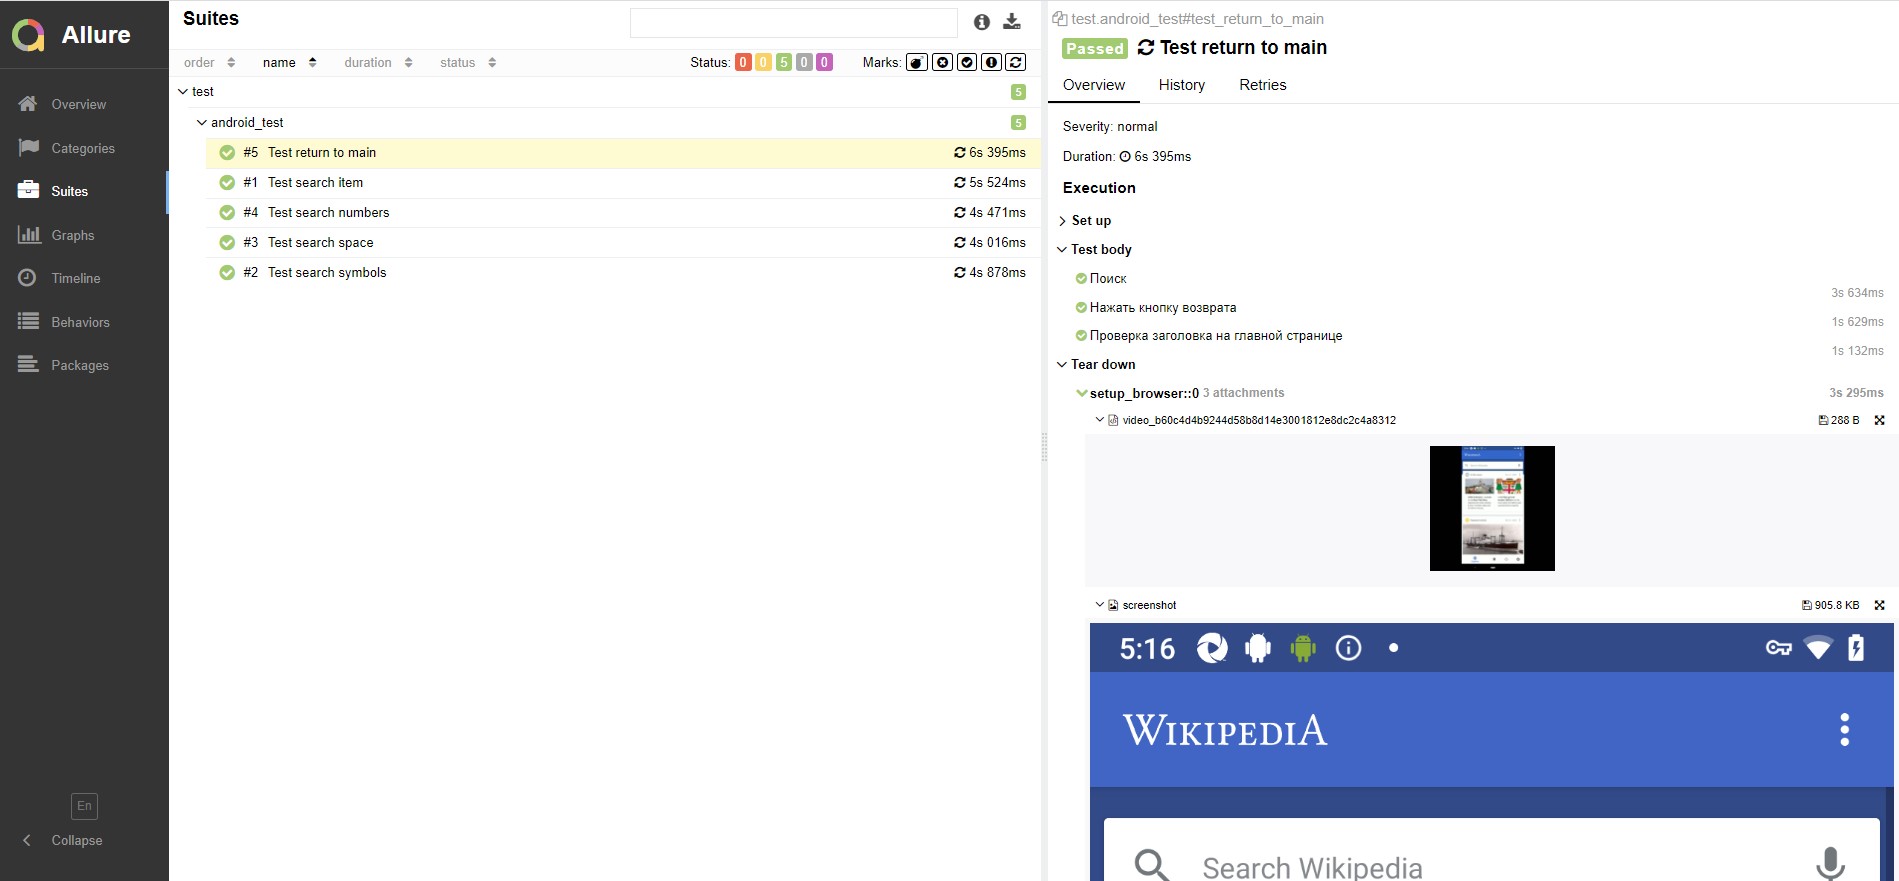 Allure
Overview
Categories
Suites
Graphs
Timeline
Behaviors
Packages
En
Collapse
Suites
order name duration status
Status: 0 0 5 0 0 Marks:
test 5
android_test 5
#5 Test return to main 6s 395ms
#1 Test search item 5s 524ms
#4 Test search numbers 4s 471ms
#3 Test search space 4s 016ms
#2 Test search symbols 4s 878ms
test.android_test#test_return_to_main
Passed Test return to main
Overview History Retries
Severity: normal
Duration: 6s 395ms
Execution
Set up
Test body
Поиск
3s 634ms
Нажать кнопку возврата
1s 629ms
Проверка заголовка на главной странице
1s 132ms
Tear down
setup_browser::0 3 attachments 3s 295ms
video_b60c4d4b9244d58b8d14e3001812e8dc2c4a8312 288 B
screenshot 905.8 KB
5:16
WIKIPEDIA
Search Wikipedia